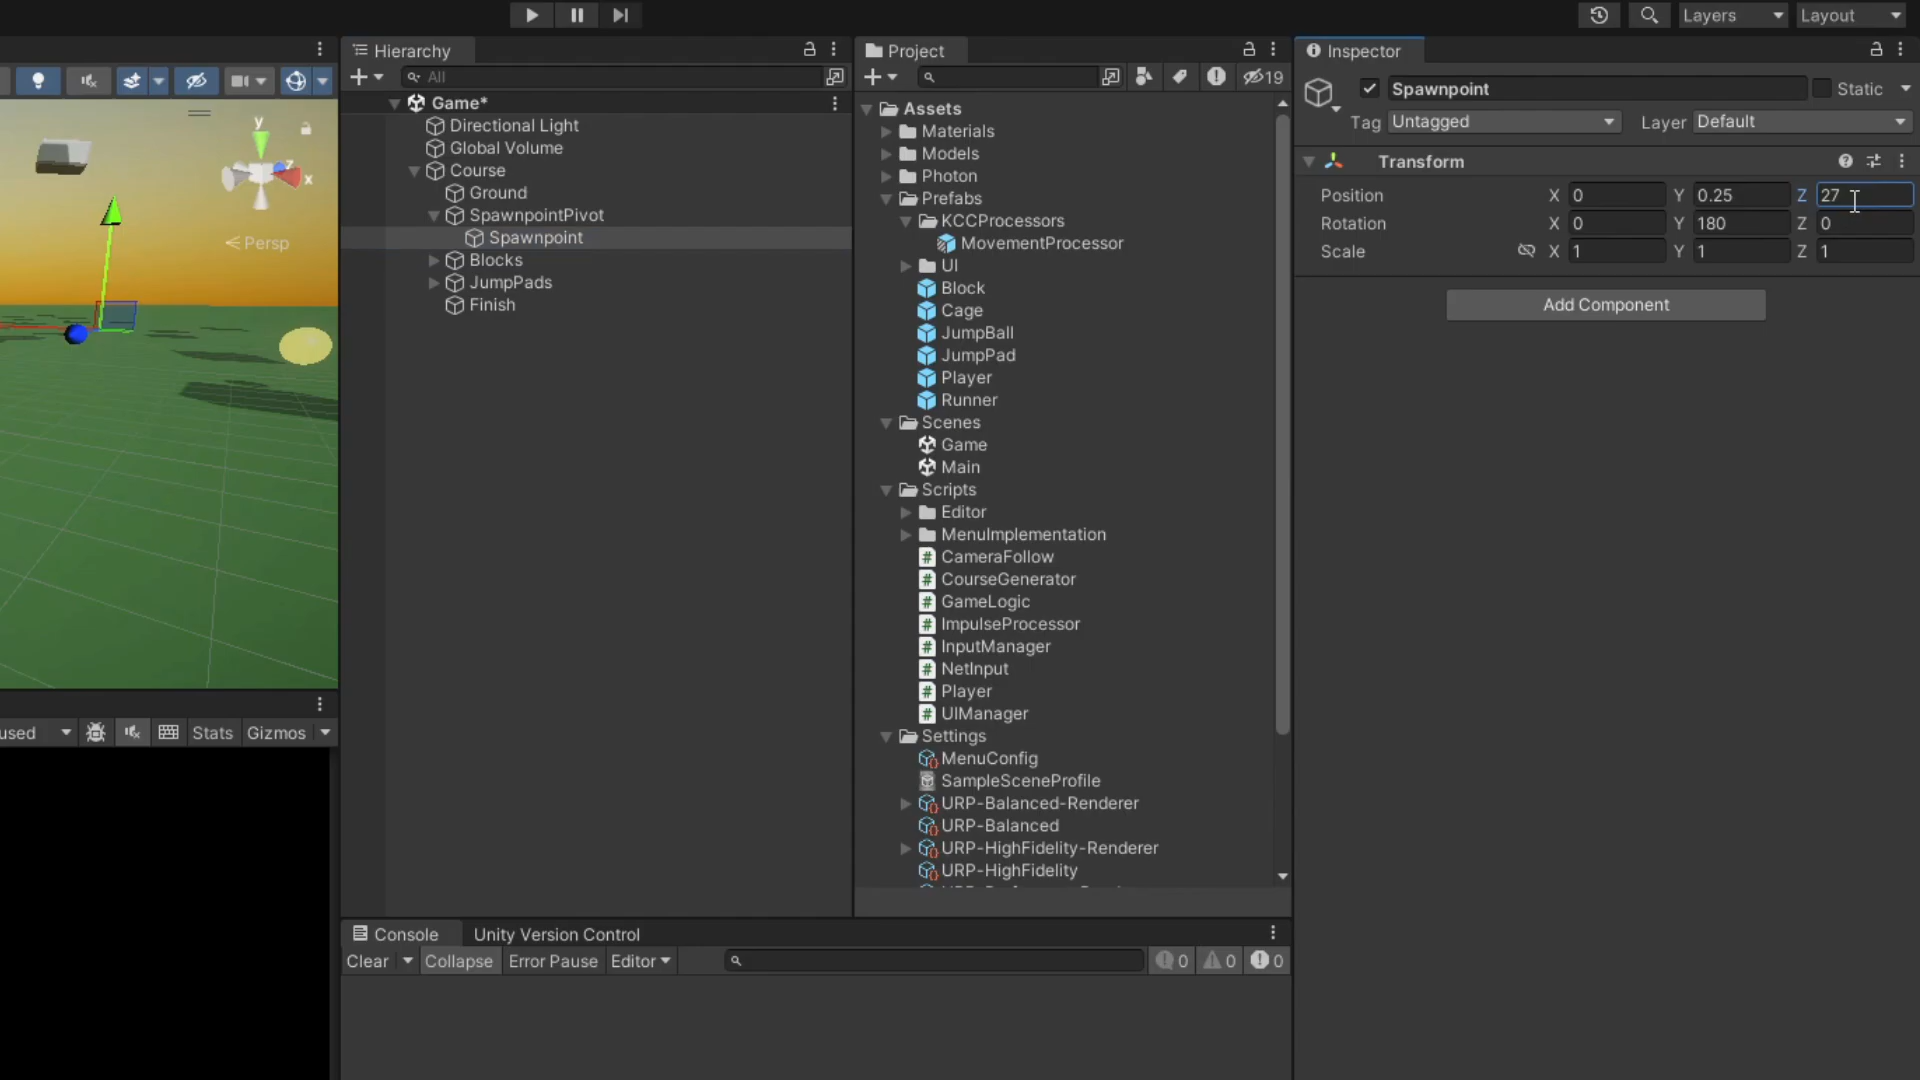 Layers
Layout
Hierarchy
Project
Inspector
All
19
Spawnpoint
Static
Tag Untagged
Layer Default
Transform
Position X 0 Y 0.25 Z 27
Rotation X 0 Y 180 Z 0
Scale X 1 Y 1 Z 1
Add Component
y
z
x
Persp
Game*
Directional Light
Global Volume
Course
Ground
SpawnpointPivot
Spawnpoint
Blocks
JumpPads
Finish
Assets
Materials
Models
Photon
Prefabs
KCCProcessors
MovementProcessor
UI
Block
Cage
JumpBall
JumpPad
Player
Runner
Scenes
Game
Main
Scripts
Editor
MenuImplementation
CameraFollow
CourseGenerator
GameLogic
ImpulseProcessor
InputManager
NetInput
Player
UIManager
Settings
MenuConfig
SampleSceneProfile
URP-Balanced-Renderer
URP-Balanced
URP-HighFidelity-Renderer
URP-HighFidelity
used
Stats
Gizmos
Console
Unity Version Control
Clear
Collapse
Error Pause
Editor
0
0
0